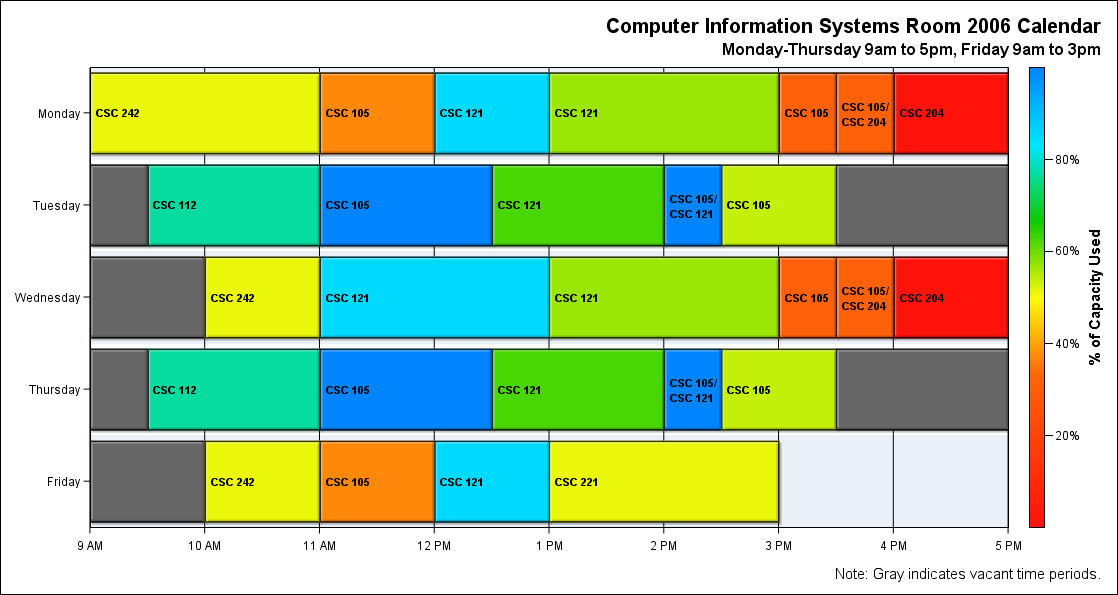 Computer Information Systems Room 2006 Calendar
Monday-Thursday 9am to 5pm, Friday 9am to 3pm
Monday
CSC 242
CSC 105
CSC 121
CSC 121
CSC 105
CSC 105/
CSC 204
CSC 204
Tuesday
CSC 112
CSC 105
CSC 121
CSC 105/
CSC 121
CSC 105
Wednesday
CSC 242
CSC 121
CSC 121
CSC 105
CSC 105/
CSC 204
CSC 204
Thursday
CSC 112
CSC 105
CSC 121
CSC 105/
CSC 121
CSC 105
Friday
CSC 242
CSC 105
CSC 121
CSC 221
9 AM
10 AM
11 AM
12 PM
1 PM
2 PM
3 PM
4 PM
5 PM
80%
60%
40%
20%
% of Capacity Used
Note: Gray indicates vacant time periods.